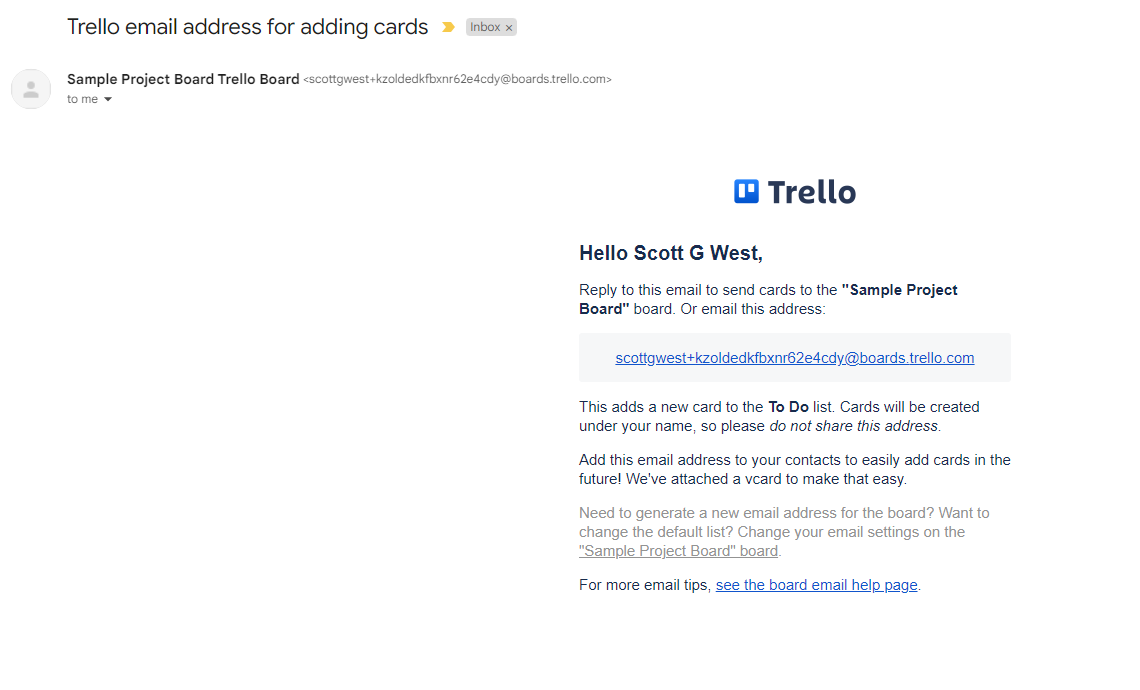 Trello email address for adding cards
Inbox ×
Sample Project Board Trello Board <scottgwest+kzoldedkfbxnr62e4cdy@boards.trello.com>
to me
Trello
Hello Scott G West,
Reply to this email to send cards to the "Sample Project
Board" board. Or email this address:
scottgwest+kzoldedkfbxnr62e4cdy@boards.trello.com
This adds a new card to the To Do list. Cards will be created
under your name, so please do not share this address.
Add this email address to your contacts to easily add cards in the
future! We've attached a vcard to make that easy.
Need to generate a new email address for the board? Want to
change the default list? Change your email settings on the
"Sample Project Board" board.
For more email tips, see the board email help page.